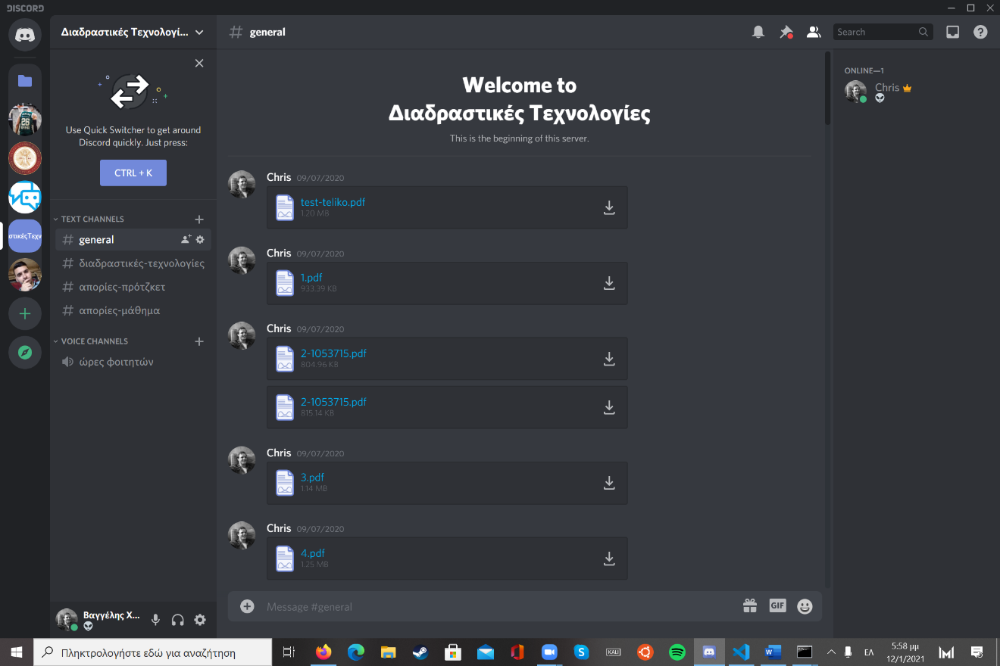 DISCORD
Διαδραστικές Τεχνολογί...
general
Search
Use Quick Switcher to get around
Discord quickly. Just press:
CTRL + K
στικέςΤεχν
TEXT CHANNELS
general
διαδραστικές-τεχνολογίες
απορίες-πρότζκετ
απορίες-μάθημα
VOICE CHANNELS
ώρες φοιτητών
Βαγγέλης Χ...
Welcome to
Διαδραστικές Τεχνολογίες
This is the beginning of this server.
Chris 09/07/2020
test-teliko.pdf
1.20 MB
Chris 09/07/2020
1.pdf
933.39 KB
Chris 09/07/2020
2-1053715.pdf
804.96 KB
2-1053715.pdf
815.14 KB
Chris 09/07/2020
3.pdf
1.14 MB
Chris 09/07/2020
4.pdf
1.25 MB
Message #general
GIF
ONLINE—1
Chris
Πληκτρολογήστε εδώ για αναζήτηση
KALI
ΕΛ
5:58 μμ
12/1/2021